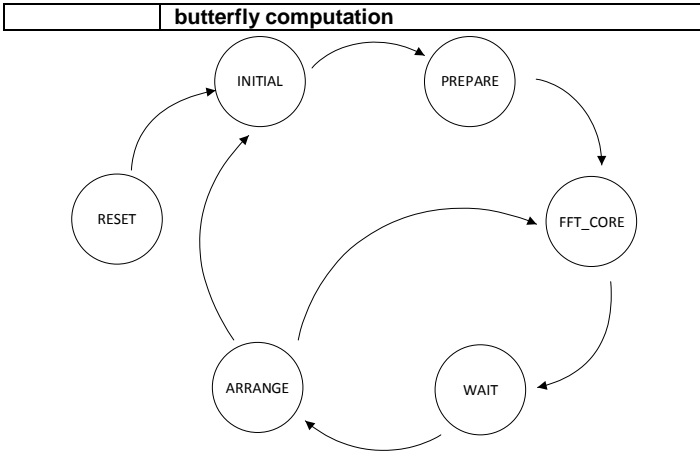 butterfly computation
INITIAL
PREPARE
RESET
FFT_CORE
ARRANGE
WAIT